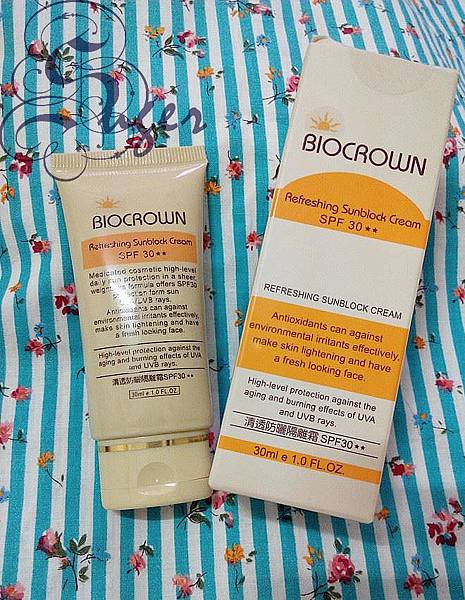 BIOCROWN
Refreshing Sunblock Cream
SPF 30★★
Medicated cosmetic high-level
daily sun protection in a sheer,
formula offers SPF30
form sun
UVB rays.
Antioxidants can against
environmental irritants effectively,
make skin lightening and have
a fresh looking face.
High-level protection against the
aging and burning effects of UVA
and UVB rays.
清透防曬隔離霜SPF30★★
30ml e 1.0 FL.OZ.
BIOCROWN
Refreshing Sunblock Cream
SPF 30★★
REFRESHING SUNBLOCK CREAM
Antioxidants can against
environmental irritants effectively,
make skin lightening and have
a fresh looking face.
High-level protection against the
aging and burning effects of UVA
and UVB rays.
清透防曬隔離霜 SPF30★★
30ml e 1.0 FL.OZ.